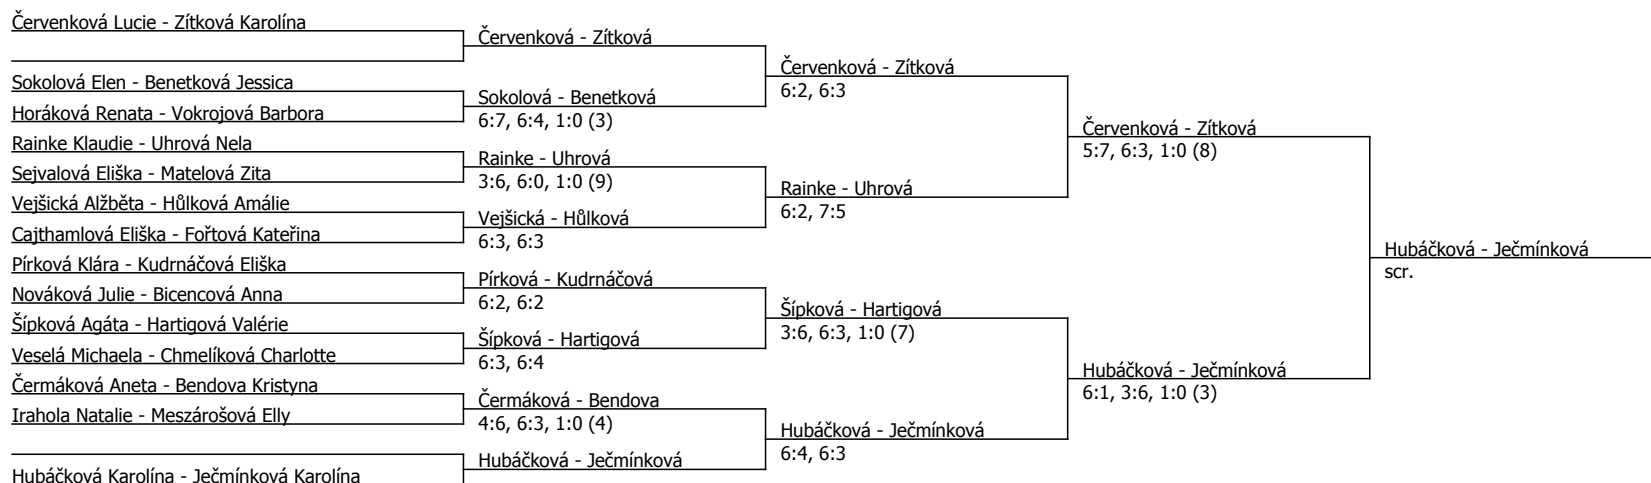 Červenková Lucie - Zítková Karolína
Sokolová Elen - Benetková Jessica
Horáková Renata - Vokrojová Barbora
Rainke Klaudie - Uhrová Nela
Sejvalová Eliška - Matelová Zita
Vejšická Alžběta - Hůlková Amálie
Cajthamlová Eliška - Fořtová Kateřina
Pírková Klára - Kudrnáčová Eliška
Nováková Julie - Bicencová Anna
Šípková Agáta - Hartigová Valérie
Veselá Michaela - Chmelíková Charlotte
Čermáková Aneta - Bendova Kristyna
Irahola Natalie - Meszárošová Elly
Hubáčková Karolína - Ječmínková Karolína
Červenková - Zítková
Sokolová - Benetková
6:7, 6:4, 1:0 (3)
Rainke - Uhrová
3:6, 6:0, 1:0 (9)
Vejšická - Hůlková
6:3, 6:3
Pírková - Kudrnáčová
6:2, 6:2
Šípková - Hartigová
6:3, 6:4
Čermáková - Bendova
4:6, 6:3, 1:0 (4)
Hubáčková - Ječmínková
Červenková - Zítková
6:2, 6:3
Rainke - Uhrová
6:2, 7:5
Šípková - Hartigová
3:6, 6:3, 1:0 (7)
Hubáčková - Ječmínková
6:4, 6:3
Červenková - Zítková
5:7, 6:3, 1:0 (8)
Hubáčková - Ječmínková
6:1, 3:6, 1:0 (3)
Hubáčková - Ječmínková
scr.